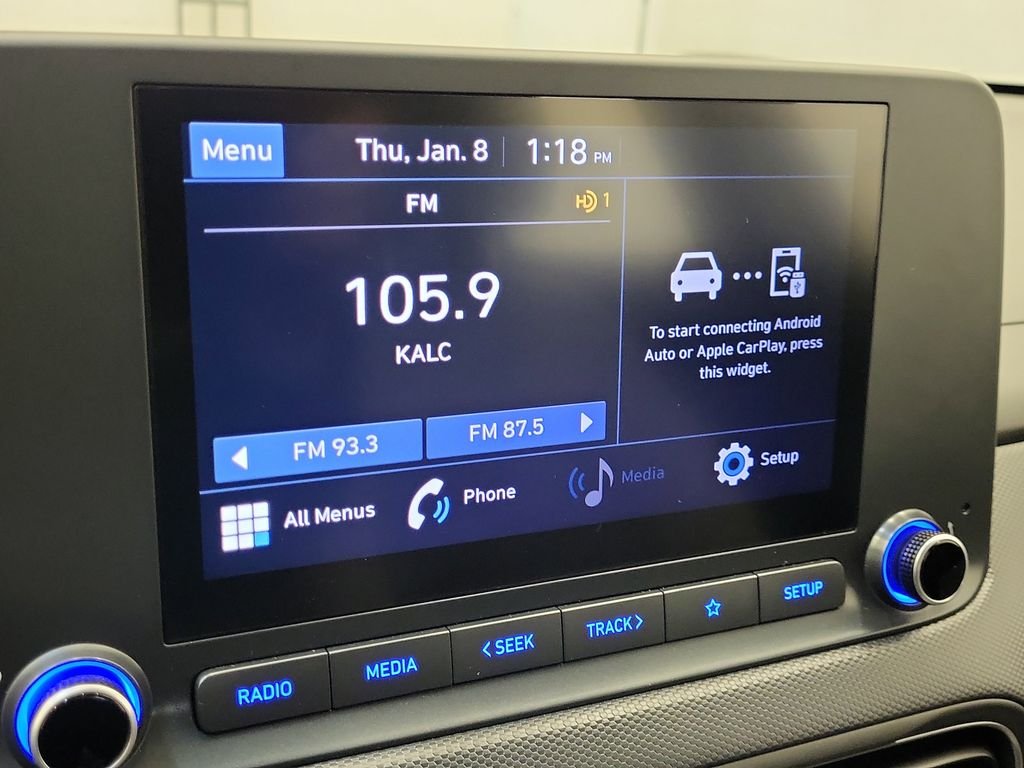 Menu
Thu, Jan. 8
1:18 PM
FM
HD 1
105.9
KALC
To start connecting Android
Auto or Apple CarPlay, press
this widget.
FM 93.3
FM 87.5
All Menus
Phone
Media
Setup
RADIO
MEDIA
<SEEK
TRACK>
SETUP